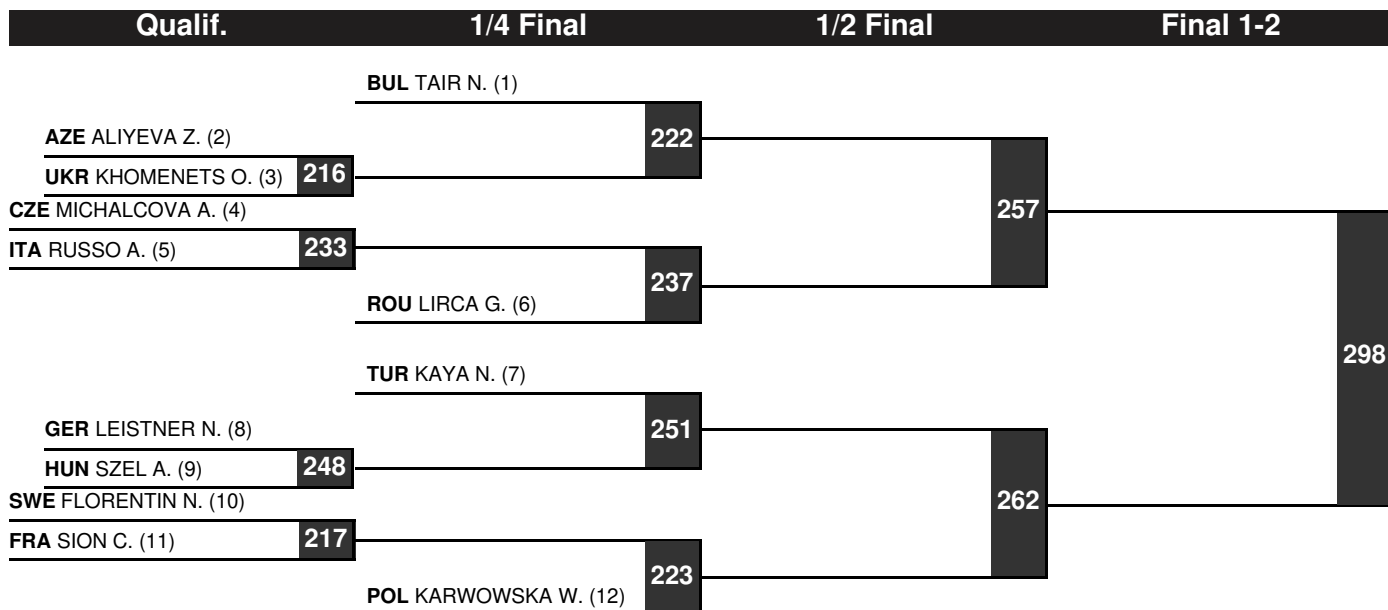 Qualif. 1/4 Final 1/2 Final Final 1-2
BUL TAIR N. (1)
AZE ALIYEVA Z. (2)
222
UKR KHOMENETS O. (3) 216
CZE MICHALCOVA A. (4)
257
ITA RUSSO A. (5) 233
237
ROU LIRCA G. (6)
298
TUR KAYA N. (7)
GER LEISTNER N. (8)
251
HUN SZEL A. (9) 248
SWE FLORENTIN N. (10)
262
FRA SION C. (11) 217
223
POL KARWOWSKA W. (12)